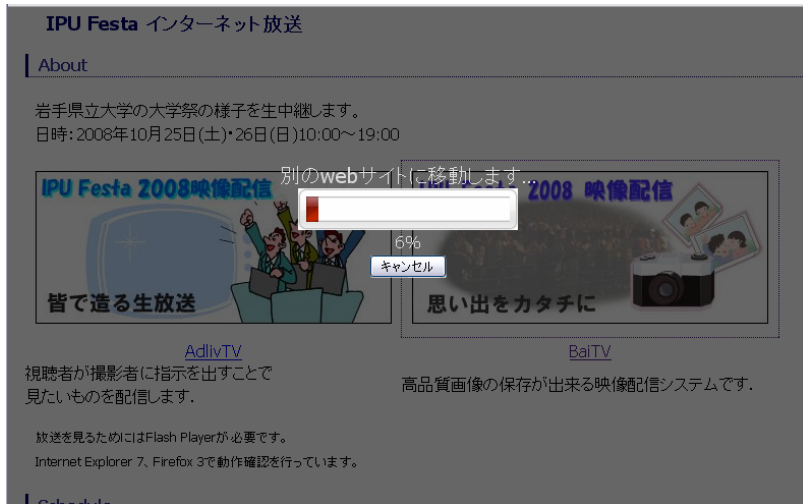 IPU Festa インターネット放送
About
岩手県立大学の大学祭の様子を生中継します。
日時：2008年10月25日(土)・26日(日)10:00～19:00
別のwebサイトに移動します...
IPU Festa 2008映像配信
IPU Festa 2008 映像配信
6%
キャンセル
皆で造る生放送
思い出をカタチに
AdlivTV
BaiTV
視聴者が撮影者に指示を出すことで
見たいものを配信します．
高品質画像の保存が出来る映像配信システムです．
放送を見るためにはFlash Playerが必要です。
Internet Explorer 7、Firefox 3で動作確認を行っています。
Schedule